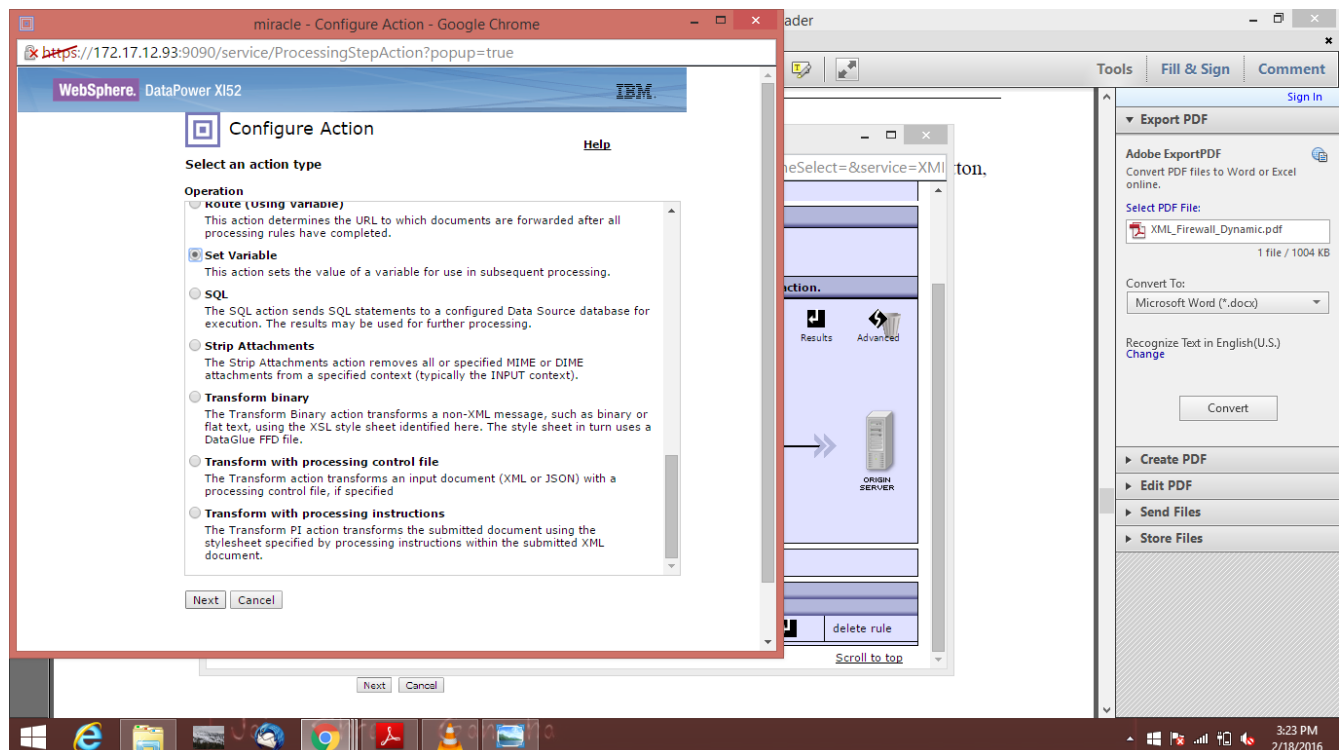 miracle - Configure Action - Google Chrome
https://172.17.12.93:9090/service/ProcessingStepAction?popup=true
WebSphere. DataPower XI52
IBM.
Configure Action
Help
Select an action type
Operation
Route (Using Variable)
This action determines the URL to which documents are forwarded after all
processing rules have completed.
Set Variable
This action sets the value of a variable for use in subsequent processing.
SQL
The SQL action sends SQL statements to a configured Data Source database for
execution. The results may be used for further processing.
Strip Attachments
The Strip Attachments action removes all or specified MIME or DIME
attachments from a specified context (typically the INPUT context).
Transform binary
The Transform Binary action transforms a non-XML message, such as binary or
flat text, using the XSL style sheet identified here. The style sheet in turn uses a
DataGlue FFD file.
Transform with processing control file
The Transform action transforms an input document (XML or JSON) with a
processing control file, if specified
Transform with processing instructions
The Transform PI action transforms the submitted document using the
stylesheet specified by processing instructions within the submitted XML
document.
Next Cancel
ader
neSelect=&service=XMI
tton,
action.
Results Advanced
ORIGIN
SERVER
delete rule
Scroll to top
Next Cancel
Tools Fill & Sign Comment
Sign In
Export PDF
Adobe ExportPDF
Convert PDF files to Word or Excel
online.
Select PDF File:
XML_Firewall_Dynamic.pdf
1 file / 1004 KB
Convert To:
Microsoft Word (*.docx)
Recognize Text in English(U.S.)
Change
Convert
Create PDF
Edit PDF
Send Files
Store Files
3:23 PM
2/18/2016